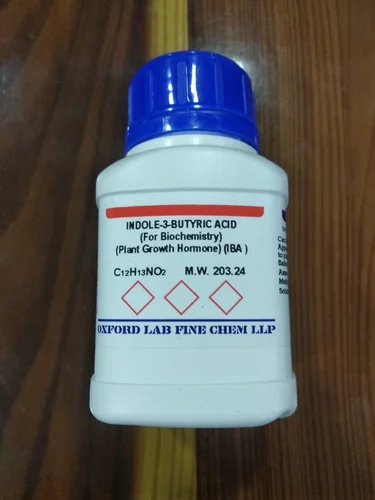 INDOLE-3-BUTYRIC ACID
(For Biochemistry)
(Plant Growth Hormone) (IBA )
C12H13NO2 M.W. 203.24
OXFORD LAB FINE CHEM LLP